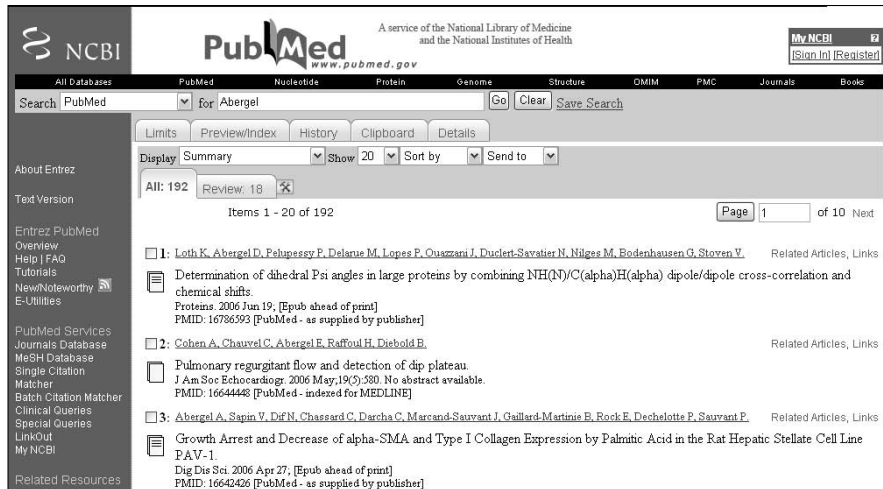 NCBI
PubMed
www.pubmed.gov
A service of the National Library of Medicine
and the National Institutes of Health
My NCBI ?
[Sign In] [Register]
All Databases PubMed Nucleotide Protein Genome Structure OMIM PMC Journals Books
Search PubMed for Abergel Go Clear Save Search
Limits Preview/Index History Clipboard Details
Display Summary Show 20 Sort by Send to
All: 192 Review: 18
Items 1 - 20 of 192 Page 1 of 10 Next
About Entrez
Text Version
Entrez PubMed
Overview
Help | FAQ
Tutorials
New/Noteworthy
E-Utilities
PubMed Services
Journals Database
MeSH Database
Single Citation
Matcher
Batch Citation Matcher
Clinical Queries
Special Queries
LinkOut
My NCBI
Related Resources
1: Loth K, Abergel D, Pelupessy P, Delarue M, Lopes P, Ouazzani J, Duclert-Savatier N, Nilges M, Bodenhausen G, Stoven V. Related Articles, Links
Determination of dihedral Psi angles in large proteins by combining NH(N)/C(alpha)H(alpha) dipole/dipole cross-correlation and
chemical shifts.
Proteins. 2006 Jun 19; [Epub ahead of print]
PMID: 16786593 [PubMed - as supplied by publisher]
2: Cohen A, Chauvel C, Abergel E, Raffoul H, Diebold B. Related Articles, Links
Pulmonary regurgitant flow and detection of dip plateau.
J Am Soc Echocardiogr. 2006 May;19(5):580. No abstract available.
PMID: 16644448 [PubMed - indexed for MEDLINE]
3: Abergel A, Sapin V, Dif N, Chassard C, Darcha C, Marcand-Sauvant J, Gaillard-Martinie B, Rock E, Dechelotte P, Sauvant P. Related Articles, Links
Growth Arrest and Decrease of alpha-SMA and Type I Collagen Expression by Palmitic Acid in the Rat Hepatic Stellate Cell Line
PAV-1.
Dig Dis Sci. 2006 Apr 27; [Epub ahead of print]
PMID: 16642426 [PubMed - as supplied by publisher]